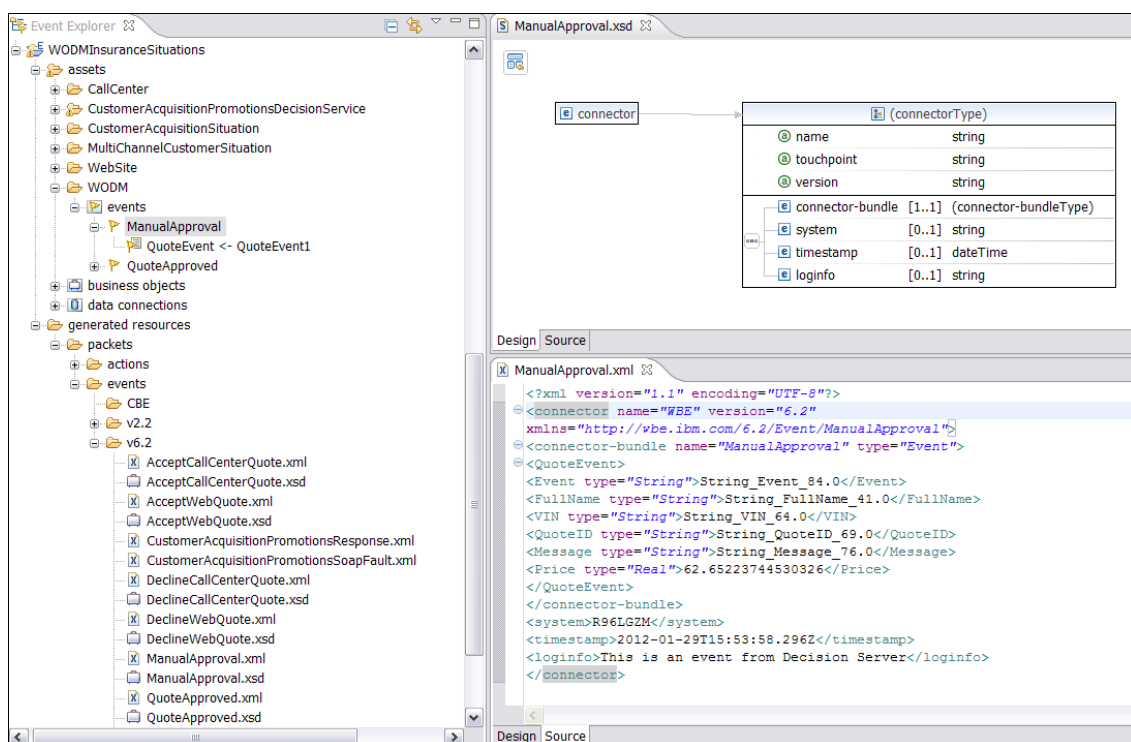 Event Explorer
WODMInsuranceSituations
assets
CallCenter
CustomerAcquisitionPromotionsDecisionService
CustomerAcquisitionSituation
MultiChannelCustomerSituation
WebSite
WODM
events
ManualApproval
QuoteEvent <- QuoteEvent1
QuoteApproved
business objects
data connections
generated resources
packets
actions
events
CBE
v2.2
v6.2
AcceptCallCenterQuote.xml
AcceptCallCenterQuote.xsd
AcceptWebQuote.xml
AcceptWebQuote.xsd
CustomerAcquisitionPromotionsResponse.xml
CustomerAcquisitionPromotionsSoapFault.xml
DeclineCallCenterQuote.xml
DeclineCallCenterQuote.xsd
DeclineWebQuote.xml
DeclineWebQuote.xsd
ManualApproval.xml
ManualApproval.xsd
QuoteApproved.xml
QuoteApproved.xsd
ManualApproval.xsd
connector
(connectorType)
name string
touchpoint string
version string
connector-bundle [1..1] (connector-bundleType)
system [0..1] string
timestamp [0..1] dateTime
loginfo [0..1] string
Design Source
ManualApproval.xml
<?xml version="1.1" encoding="UTF-8"?>
<connector name="WBE" version="6.2"
xmlns="http://wbe.ibm.com/6.2/Event/ManualApproval">
<connector-bundle name="ManualApproval" type="Event">
<QuoteEvent>
<Event type="String">String_Event_84.0</Event>
<FullName type="String">String_FullName_41.0</FullName>
<VIN type="String">String_VIN_64.0</VIN>
<QuoteID type="String">String_QuoteID_69.0</QuoteID>
<Message type="String">String_Message_76.0</Message>
<Price type="Real">62.65223744530326</Price>
</QuoteEvent>
</connector-bundle>
<system>R96LGZM</system>
<timestamp>2012-01-29T15:53:58.296Z</timestamp>
<loginfo>This is an event from Decision Server</loginfo>
</connector>
Design Source